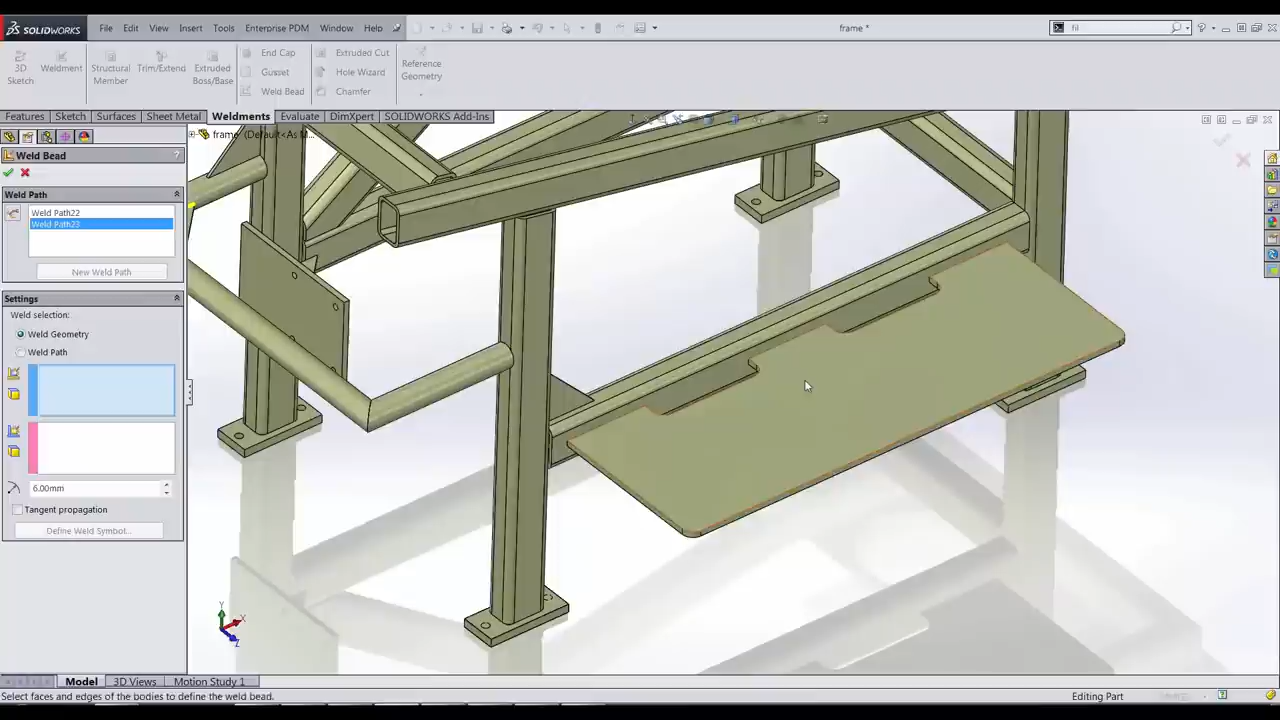 SOLIDWORKS File Edit View Insert Tools Enterprise PDM Window Help frame * fil
3D Sketch Weldment Structural Member Trim/Extend Extruded Boss/Base End Cap Gusset Weld Bead Extruded Cut Hole Wizard Chamfer Reference Geometry
Features Sketch Surfaces Sheet Metal Weldments Evaluate DimXpert SOLIDWORKS Add-Ins
frame (Default<As M...
Weld Bead ?
Weld Path
Weld Path22
Weld Path23
New Weld Path
Settings
Weld selection:
Weld Geometry
Weld Path
6.00mm
Tangent propagation
Define Weld Symbol...
Y
X
Z
Model 3D Views Motion Study 1
Select faces and edges of the bodies to define the weld bead. Editing Part